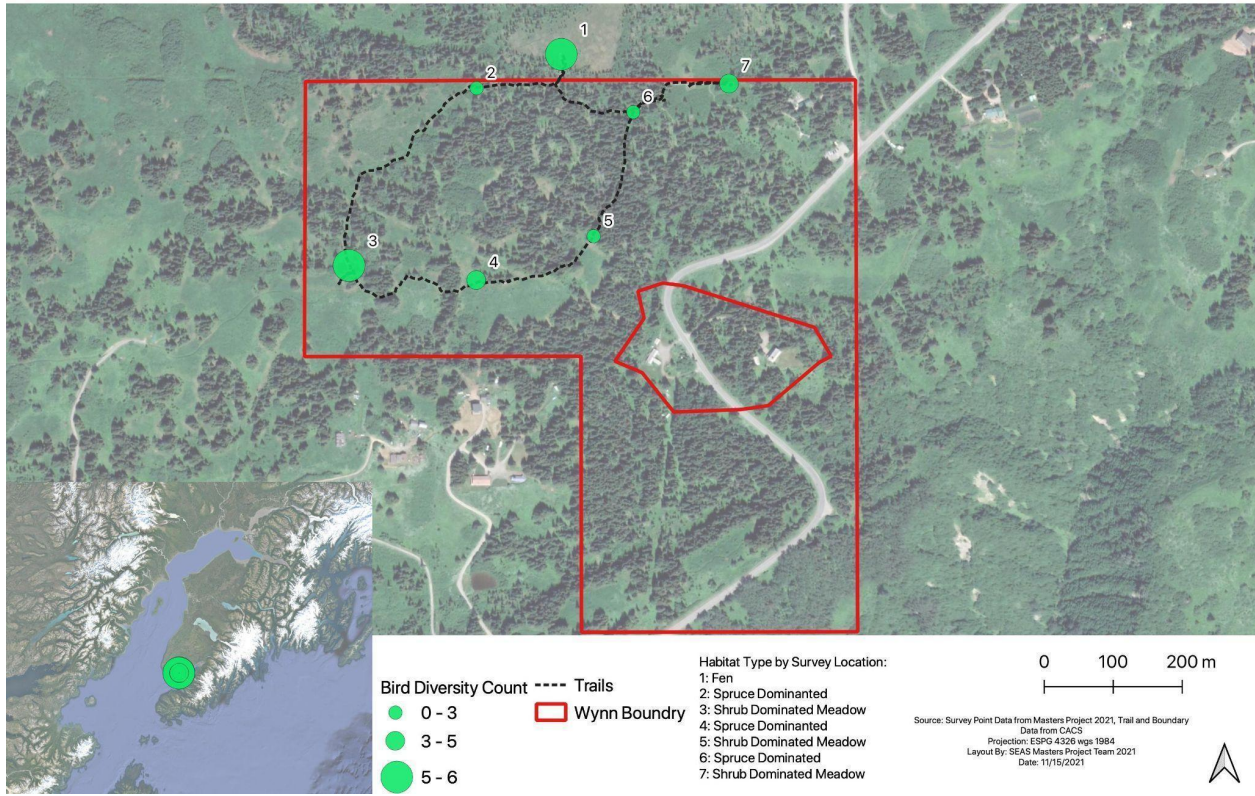 1
2
7
6
3
5
4
Bird Diversity Count
0 - 3
3 - 5
5 - 6
Trails
Wynn Boundry
Habitat Type by Survey Location:
1: Fen
2: Spruce Dominanted
3: Shrub Dominated Meadow
4: Spruce Dominanted
5: Shrub Dominated Meadow
6: Spruce Dominated
7: Shrub Dominated Meadow
0 100 200 m
Source: Survey Point Data from Masters Project 2021, Trail and Boundary
Data from CACS
Projection: ESPG 4326 wgs 1984
Layout By: SEAS Masters Project Team 2021
Date: 11/15/2021